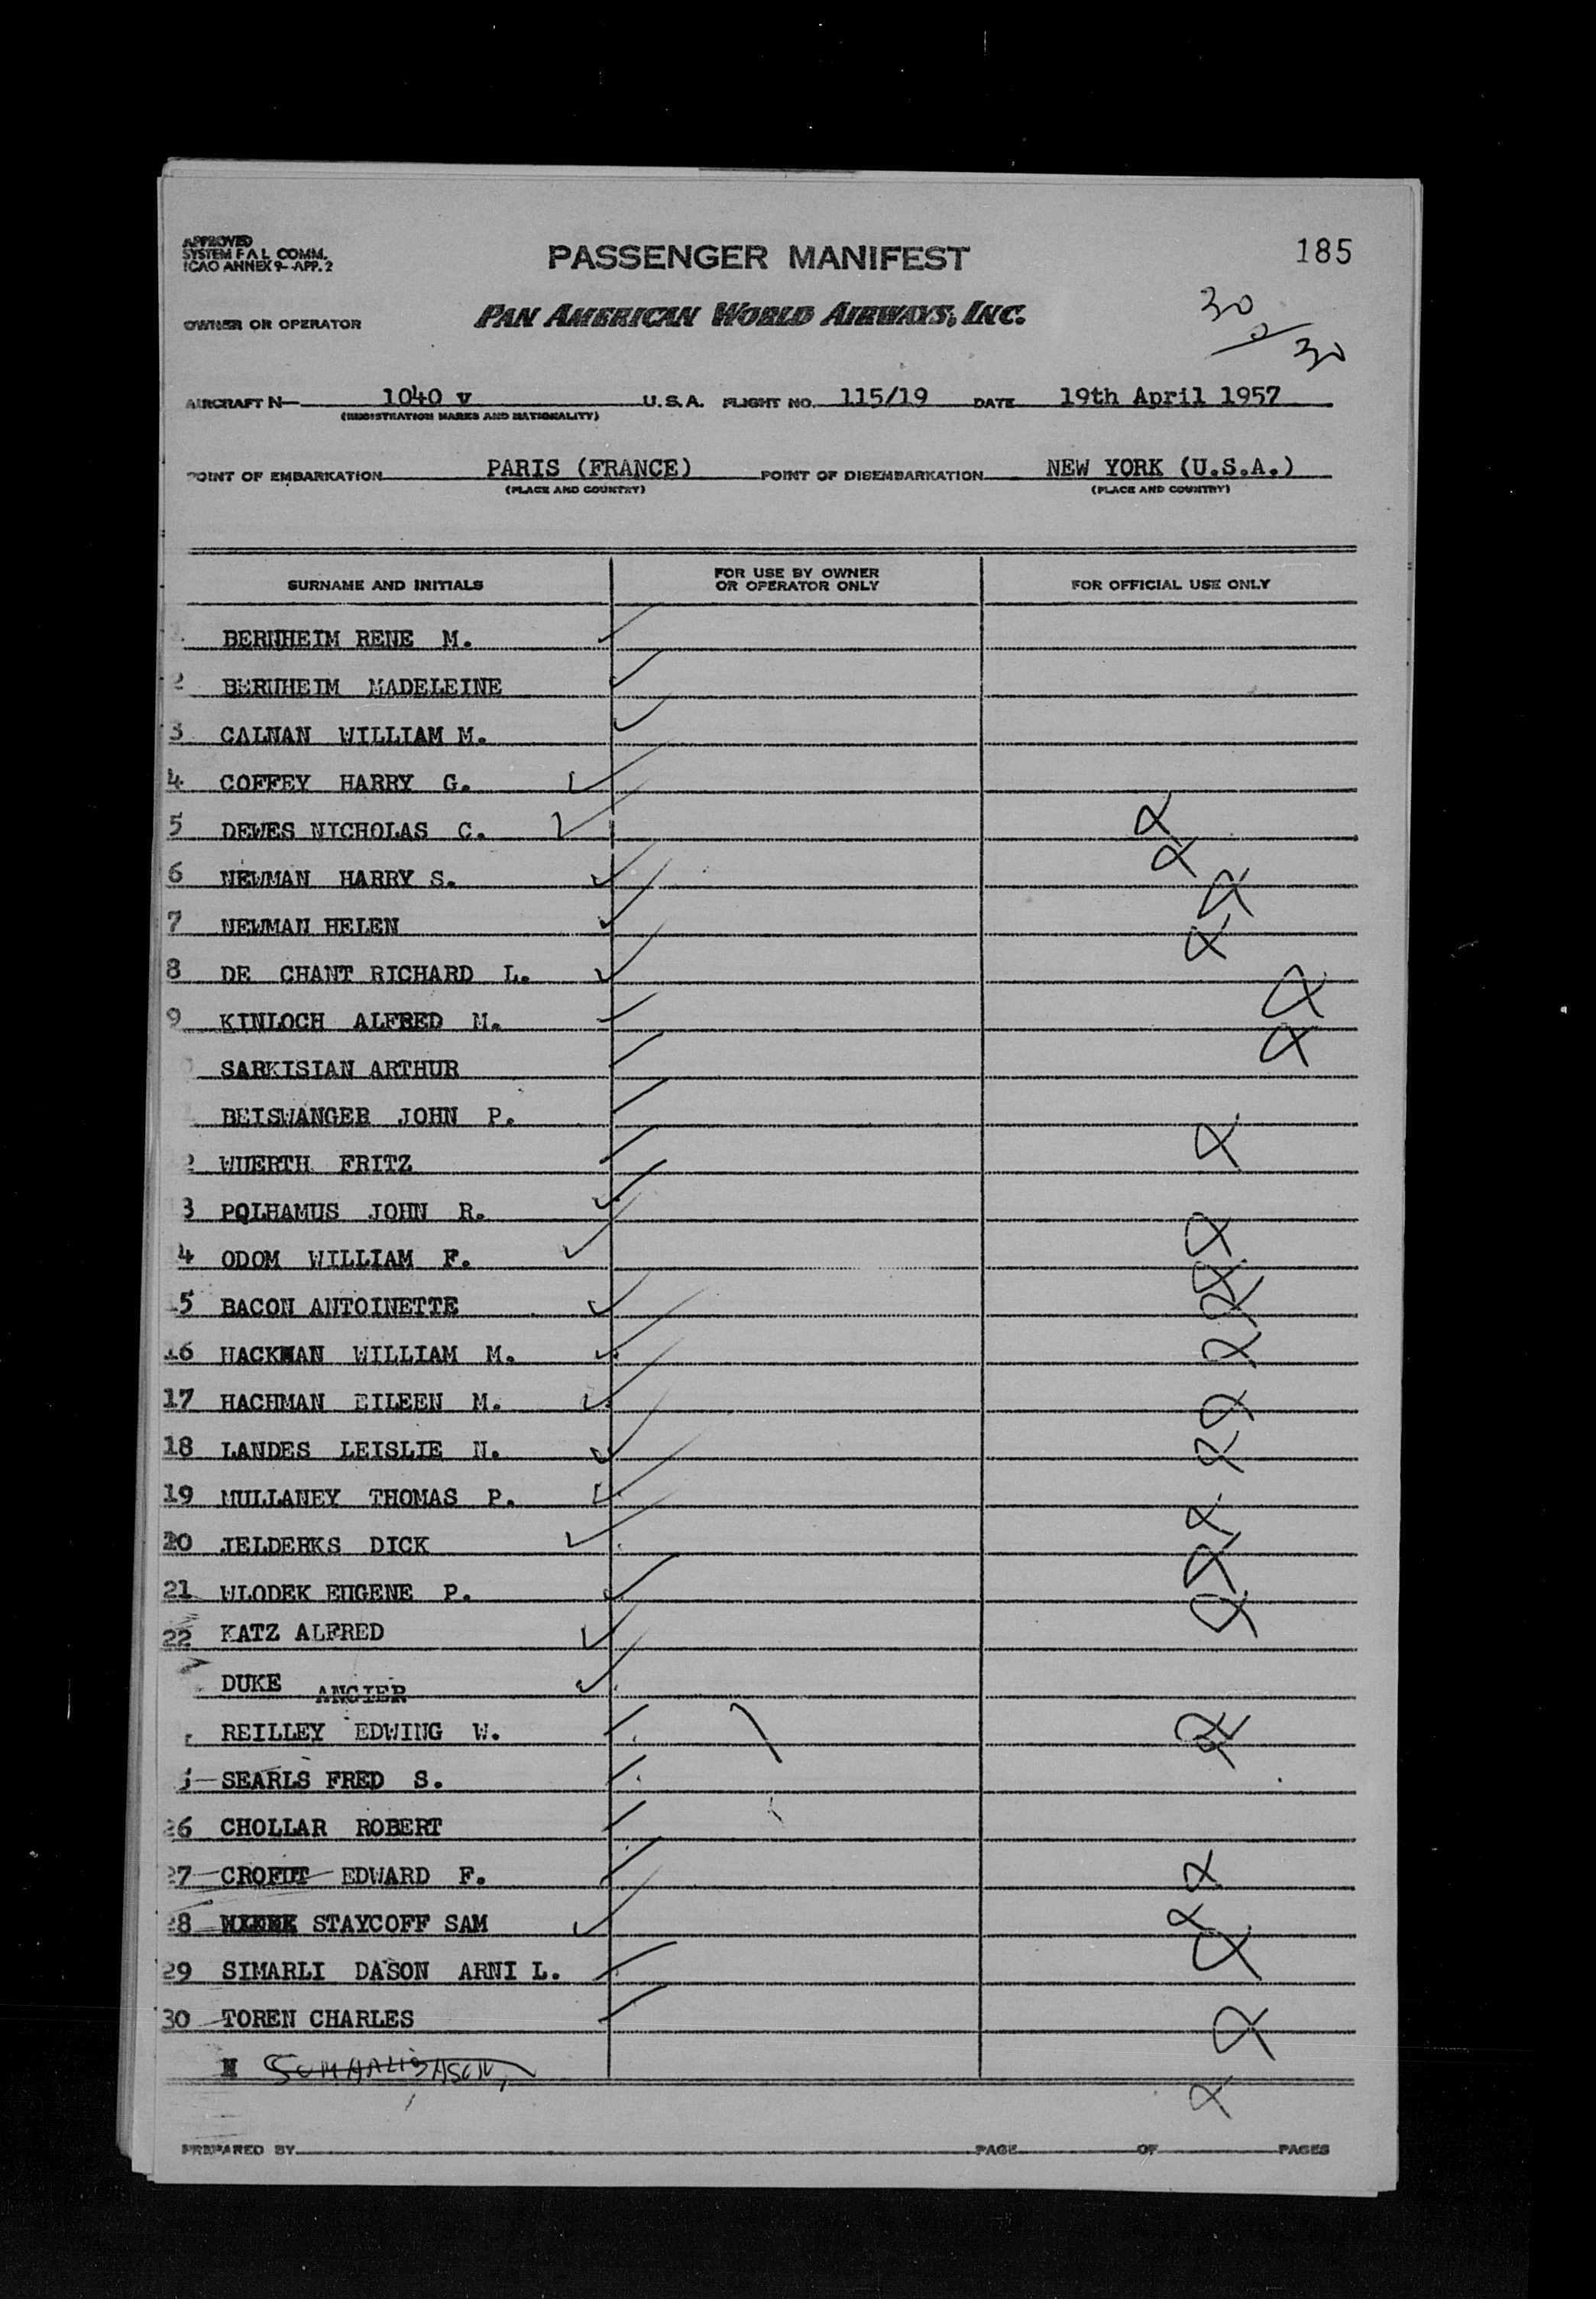 APPROVED
SYSTEM F A L COMM.
ICAO ANNEX 9-APP. 2
PASSENGER MANIFEST
185
OWNER OR OPERATOR
PAN AMERICAN WORLD AIRWAYS, INC.
30
0
30
AIRCRAFT N— 1040 v U.S.A. FLIGHT NO. 115/19 DATE 19th April 1957
(REGISTRATION MARKS AND NATIONALITY)
POINT OF EMBARKATION PARIS (FRANCE) POINT OF DISEMBARKATION NEW YORK (U.S.A.)
(PLACE AND COUNTRY) (PLACE AND COUNTRY)
SURNAME AND INITIALS
FOR USE BY OWNER
OR OPERATOR ONLY
FOR OFFICIAL USE ONLY
BERNHEIM RENE M.
2 BERNHEIM MADELEINE
3 CALNAN WILLIAM M.
4 COFFEY HARRY G.
5 DEWES NICHOLAS C.
6 NEWMAN HARRY S.
7 NEWMAN HELEN
8 DE CHANT RICHARD L.
9 KINLOCH ALFRED M.
SARKISIAN ARTHUR
BEISWANGER JOHN P.
2 WUERTH FRITZ
3 POLHAMUS JOHN R.
4 ODOM WILLIAM F.
15 BACON ANTOINETTE
16 HACKMAN WILLIAM M.
17 HACHMAN EILEEN M.
18 LANDES LEISLIE N.
19 MULLANEY THOMAS P.
20 JELDERKS DICK
21 WLODEK EUGENE P.
22 KATZ ALFRED
DUKE ANGIER
REILLEY EDWING W.
5 SEARLS FRED S.
26 CHOLLAR ROBERT
27 CROFUT EDWARD F.
28 STAYCOFF SAM
29 SIMARLI DASON ARNI L.
30 TOREN CHARLES
PREPARED BY PAGE OF PAGES